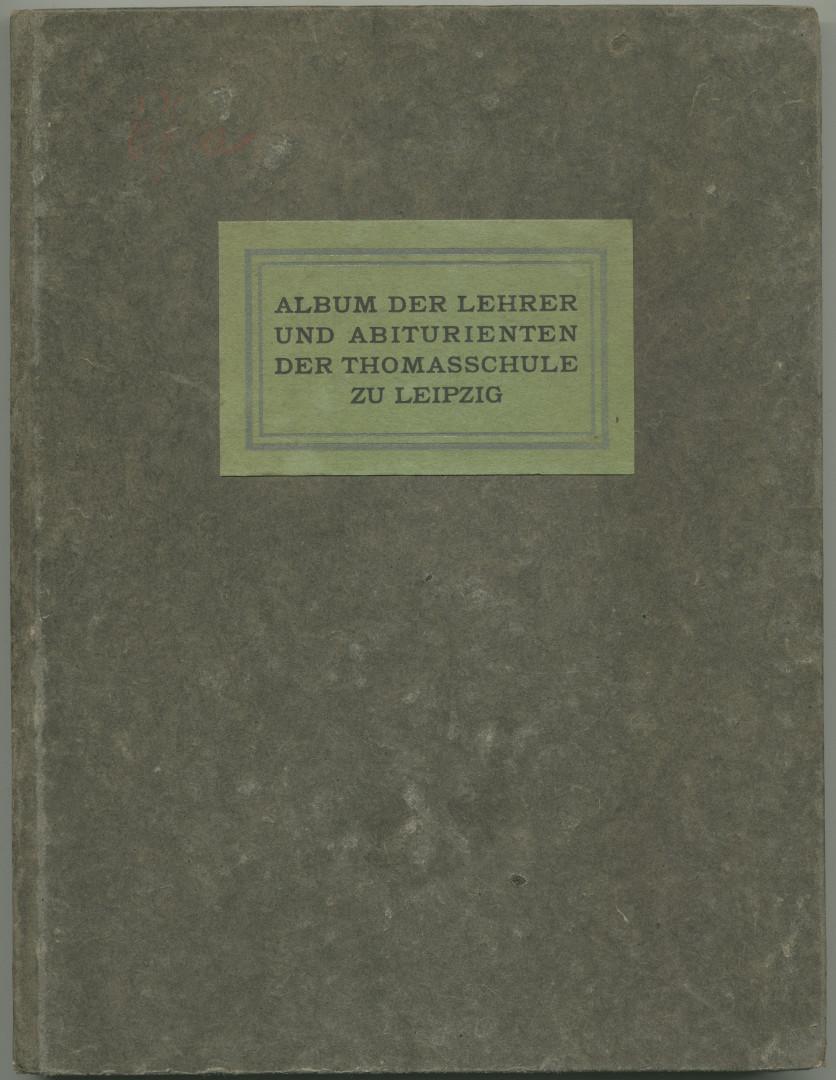 ALBUM DER LEHRER
UND ABITURIENTEN
DER THOMASSCHULE
ZU LEIPZIG